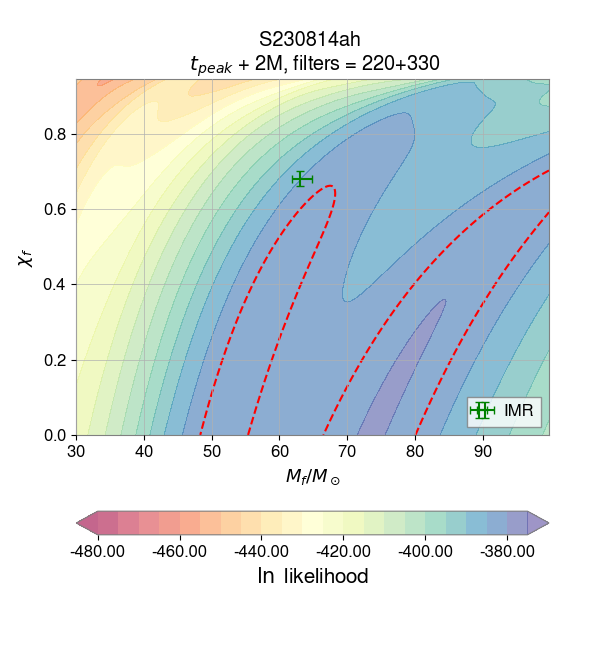 S230814ah
t_peak + 2M, filters = 220+330
χ_f
0.8
0.6
0.4
0.2
0.0
30 40 50 60 70 80 90
M_f/M_⊙
IMR
-480.00 -460.00 -440.00 -420.00 -400.00 -380.00
ln likelihood